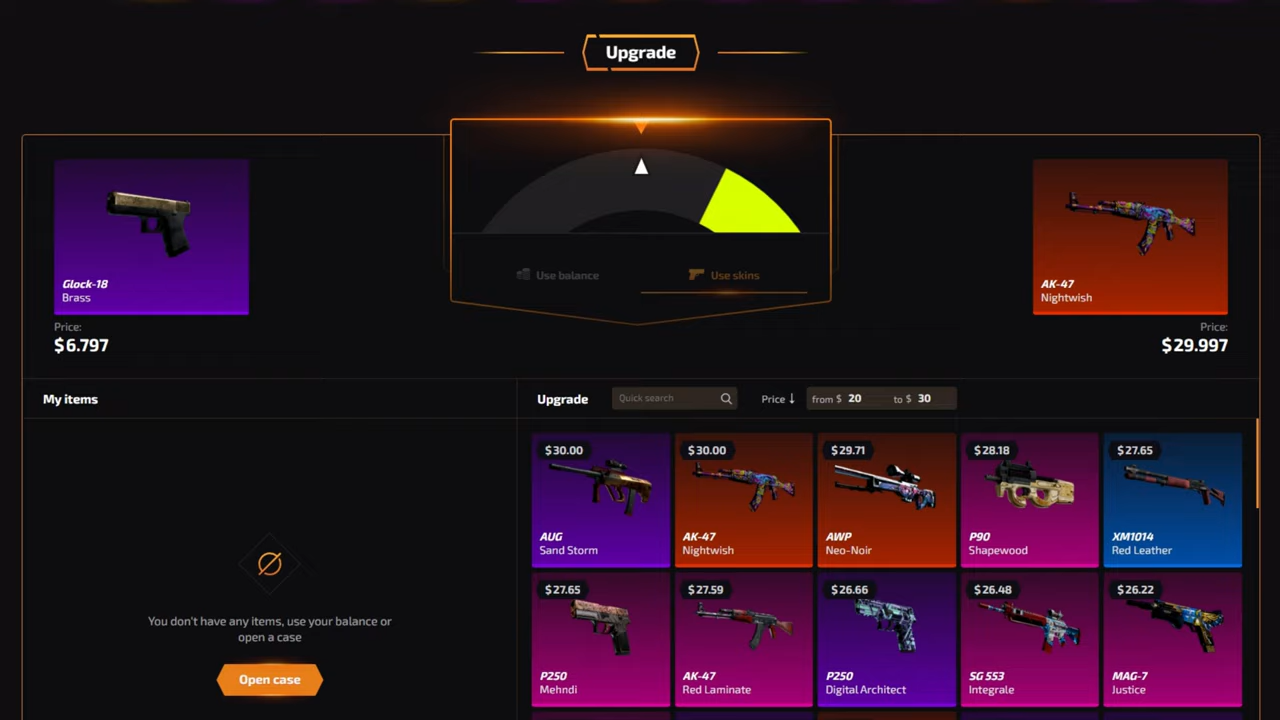 Upgrade
Glock-18
Brass
Price:
$6.797
Use balance
Use skins
AK-47
Nightwish
Price:
$29.997
My items
Upgrade
Quick search
Price ↓
from $ 20
to $ 30
You don't have any items, use your balance or
open a case
Open case
$30.00
AUG
Sand Storm
$30.00
AK-47
Nightwish
$29.71
AWP
Neo-Noir
$28.18
P90
Shapewood
$27.65
XM1014
Red Leather
$27.65
P250
Mehndi
$27.59
AK-47
Red Laminate
$26.66
P250
Digital Architect
$26.48
SG 553
Integrale
$26.22
MAG-7
Justice